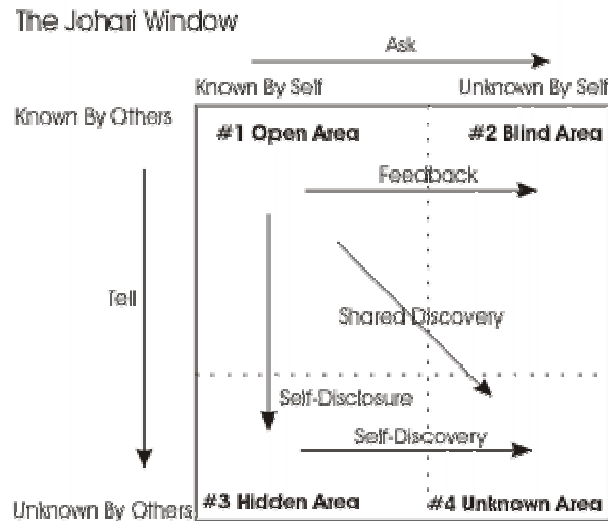 The Johari Window
Ask
Known By Self
Unknown By Self
Known By Others
#1 Open Area
#2 Blind Area
Feedback
Tell
Shared Discovery
Self-Disclosure
Self-Discovery
Unknown By Others
#3 Hidden Area
#4 Unknown Area